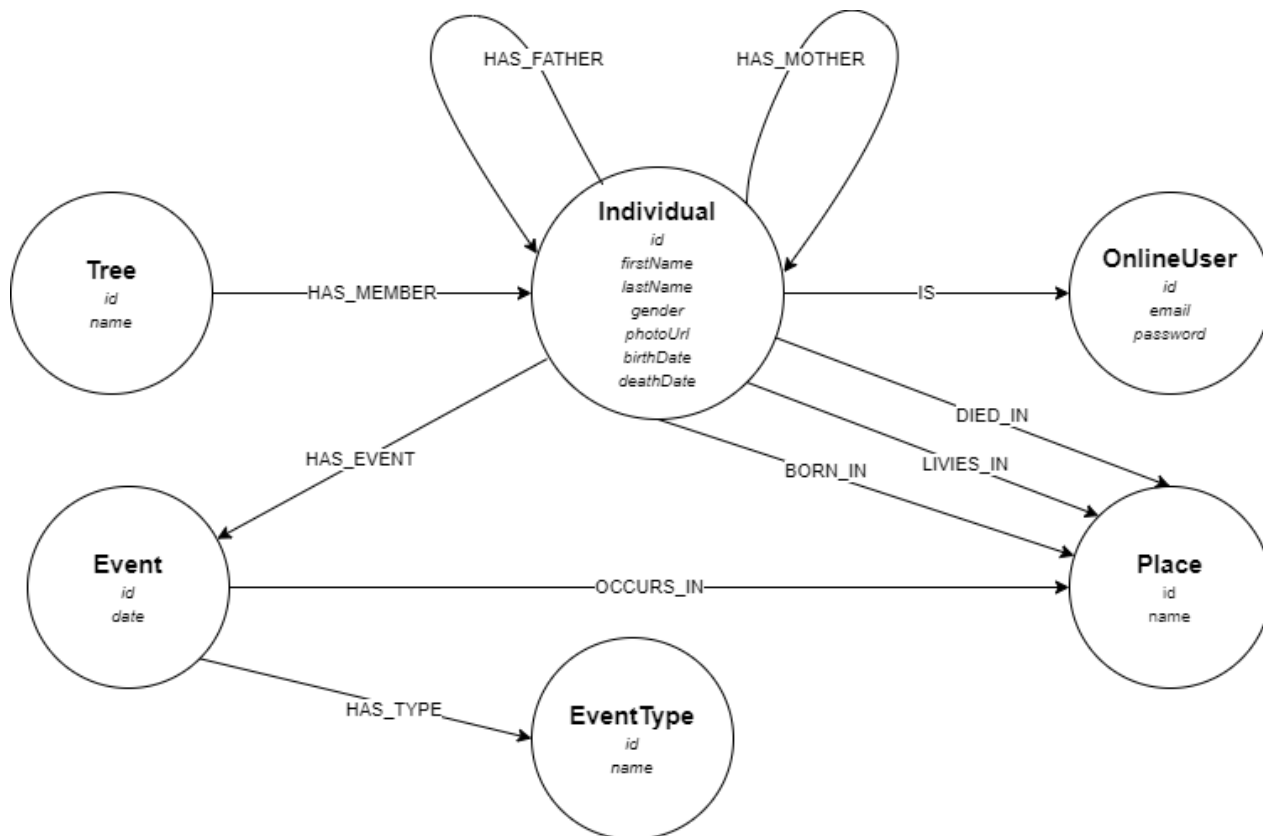 HAS_FATHER
HAS_MOTHER
Tree
id
name
HAS_MEMBER
Individual
id
firstName
lastName
gender
photoUrl
birthDate
deathDate
IS
OnlineUser
id
email
password
HAS_EVENT
DIED_IN
LIVIES_IN
BORN_IN
Event
id
date
OCCURS_IN
Place
id
name
HAS_TYPE
EventType
id
name